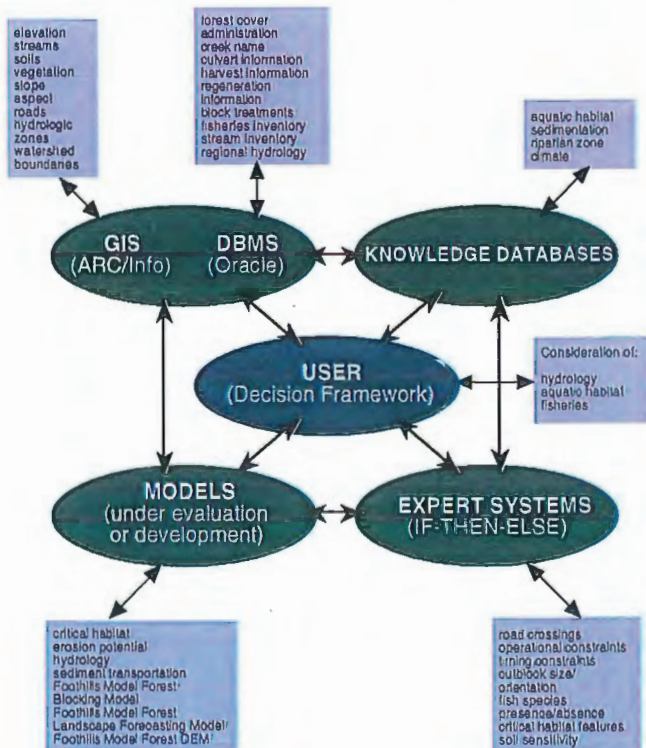 elevation
streams
soils
vegetation
slope
aspect
roads
hydrologic
zones
watershed
boundaries
forest cover
administration
creek name
culvert information
harvest information
regeneration
information
block treatments
fisheries inventory
stream inventory
regional hydrology
aquatic habitat
sedimentation
riparian zone
climate
GIS
(ARC/Info)
DBMS
(Oracle)
KNOWLEDGE DATABASES
USER
(Decision Framework)
Consideration of:
hydrology
aquatic habitat
fisheries
MODELS
(under evaluation
or development)
EXPERT SYSTEMS
(IF-THEN-ELSE)
critical habitat
erosion potential
hydrology
sediment transportation
Foothills Model Forest
Blocking Model
Foothills Model Forest
Landscape Forecasting Model
Foothills Model Forest DEM
road crossings
operational constraints
timing constraints
cutblock size/
orientation
fish species
presence/absence
critical habitat features
soil sensitivity